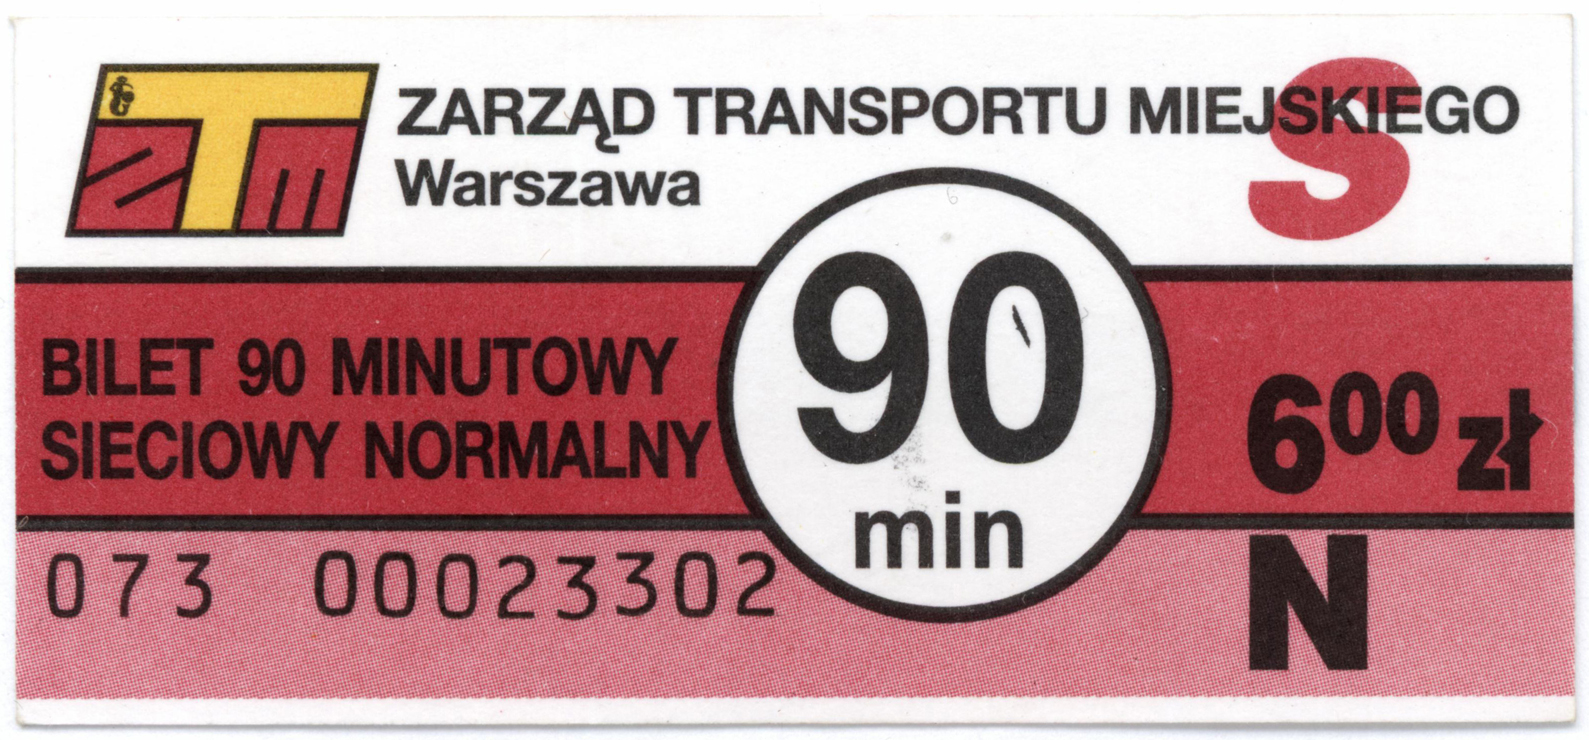 ZTM
ZARZĄD TRANSPORTU MIEJSKIEGO
Warszawa
S
BILET 90 MINUTOWY
SIECIOWY NORMALNY
90
min
6⁰⁰ zł
N
073 00023302